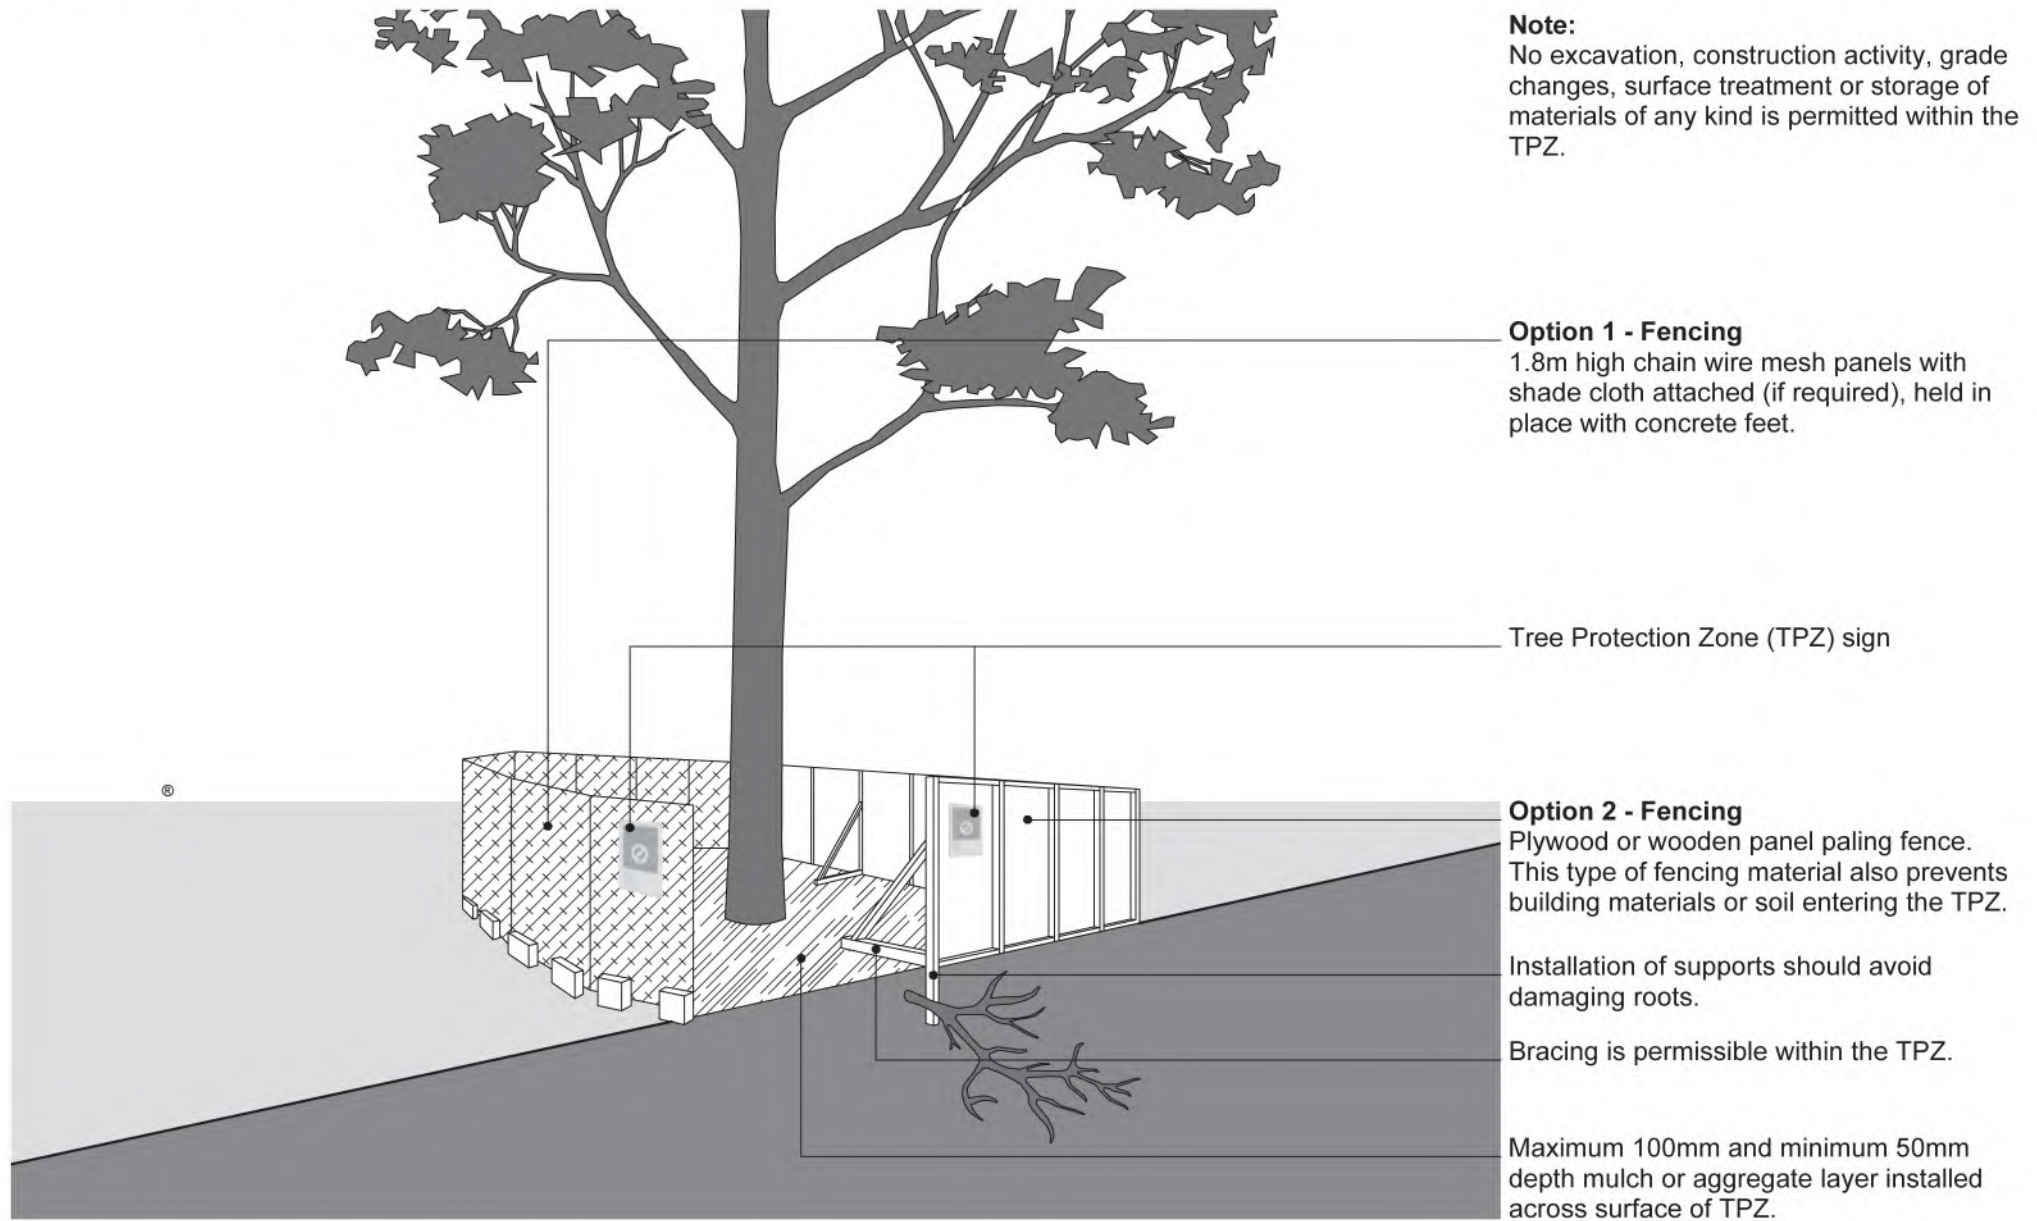 Note:
No excavation, construction activity, grade
changes, surface treatment or storage of
materials of any kind is permitted within the
TPZ.
Option 1 - Fencing
1.8m high chain wire mesh panels with
shade cloth attached (if required), held in
place with concrete feet.
Tree Protection Zone (TPZ) sign
®
Option 2 - Fencing
Plywood or wooden panel paling fence.
This type of fencing material also prevents
building materials or soil entering the TPZ.
Installation of supports should avoid
damaging roots.
Bracing is permissible within the TPZ.
Maximum 100mm and minimum 50mm
depth mulch or aggregate layer installed
across surface of TPZ.